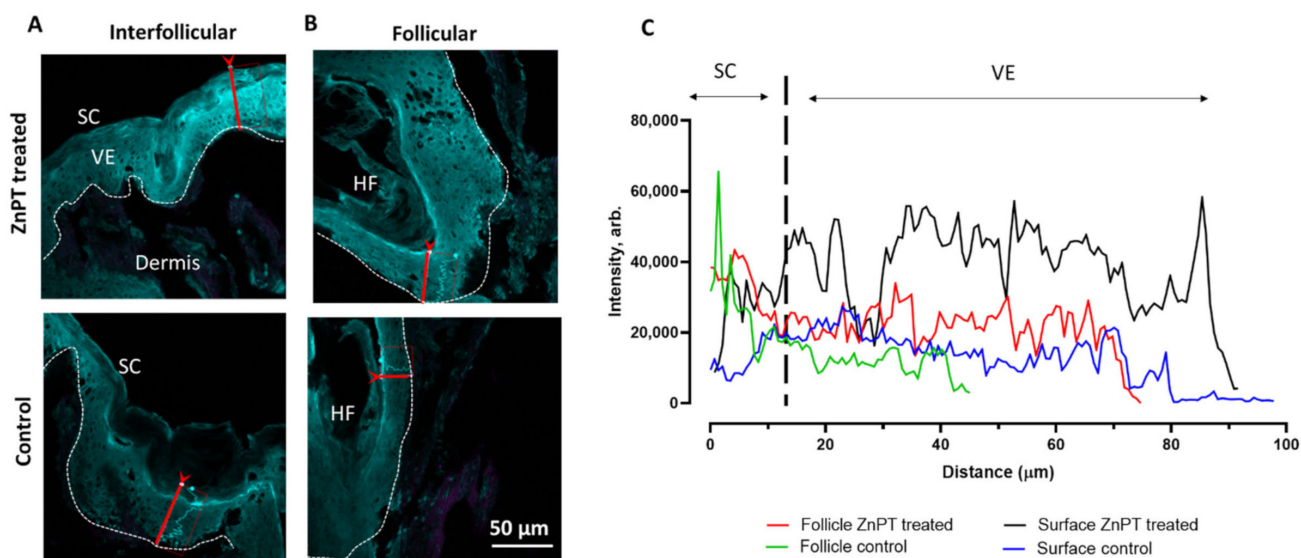 A
Interfollicular
B
Follicular
C
ZnPT treated
SC
VE
Dermis
HF
Control
SC
HF
50 µm
SC
VE
Intensity, arb.
80,000
60,000
40,000
20,000
0
0
20
40
60
80
100
Distance (µm)
Follicle ZnPT treated
Surface ZnPT treated
Follicle control
Surface control